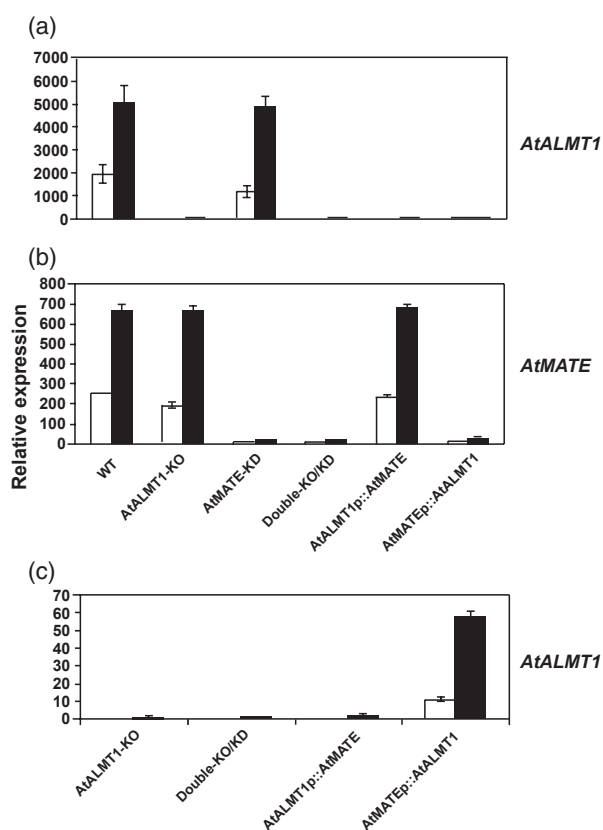 (a)
7000
6000
5000
4000
3000
2000
1000
0
AtALMT1
(b)
800
700
600
500
400
300
200
100
0
Relative expression
AtMATE
WT
AtALMT1-KO
AtMATE-KD
Double-KO/KD
AtALMT1p::AtMATE
AtMATEp::AtALMT1
(c)
70
60
50
40
30
20
10
0
AtALMT1
AtALMT1-KO
Double-KO/KD
AtALMT1p::AtMATE
AtMATEp::AtALMT1